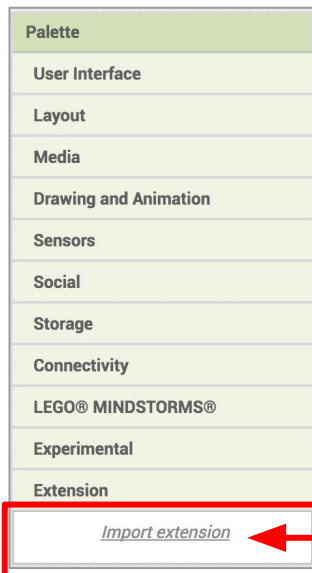 Palette
User Interface
Layout
Media
Drawing and Animation
Sensors
Social
Storage
Connectivity
LEGO® MINDSTORMS®
Experimental
Extension
Import extension